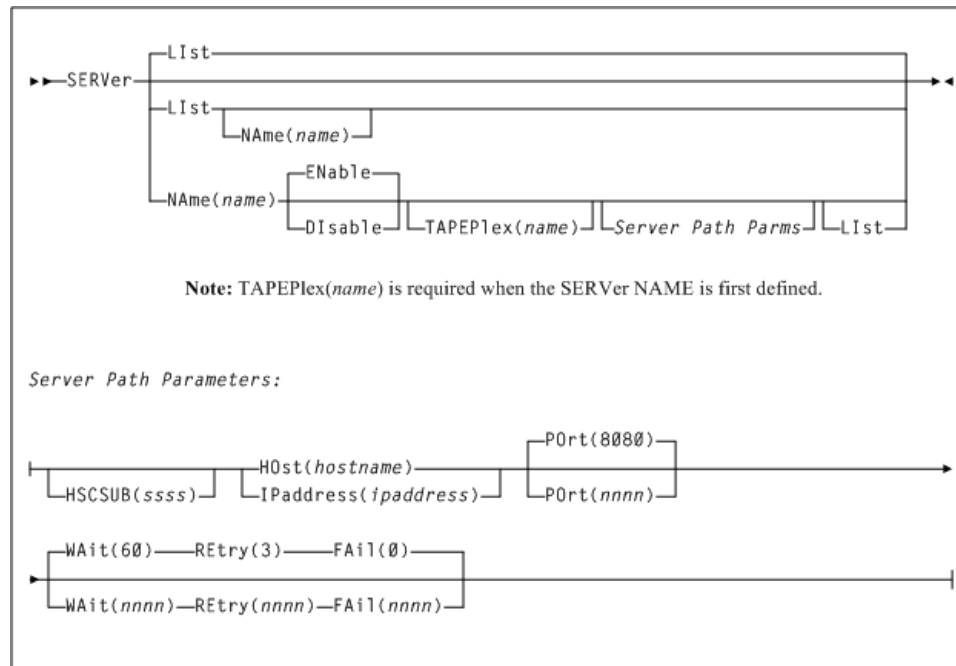 LIst
SERVer
LIst
NAme(name)
ENable
NAme(name)
DIsable TAPEPlex(name) Server Path Parms LIst
Note: TAPEPlex(name) is required when the SERVer NAME is first defined.
Server Path Parameters:
POrt(8080)
HOst(hostname)
HSCSUB(ssss) IPaddress(ipaddress) POrt(nnnn)
WAit(60) REtry(3) FAil(0)
WAit(nnnn) REtry(nnnn) FAil(nnnn)